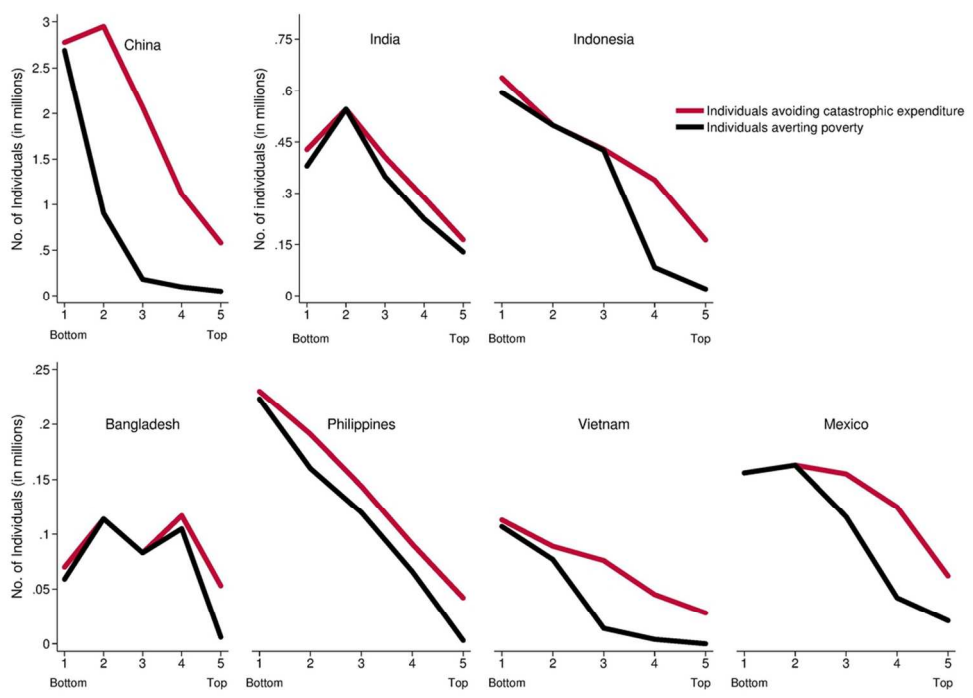 China
India
Indonesia
Individuals avoiding catastrophic expenditure
Individuals averting poverty
No. of Individuals (in millions)
3
2.5
2
1.5
1
.5
0
1 2 3 4 5
Bottom Top
No. of individuals (in millions)
.75
.6
.45
.3
.15
0
1 2 3 4 5
Bottom Top
1 2 3 4 5
Bottom Top
Bangladesh
Philippines
Vietnam
Mexico
No. of Individuals (in millions)
.25
.2
.15
.1
.05
0
1 2 3 4 5
Bottom Top
1 2 3 4 5
Bottom Top
1 2 3 4 5
Bottom Top
1 2 3 4 5
Bottom Top